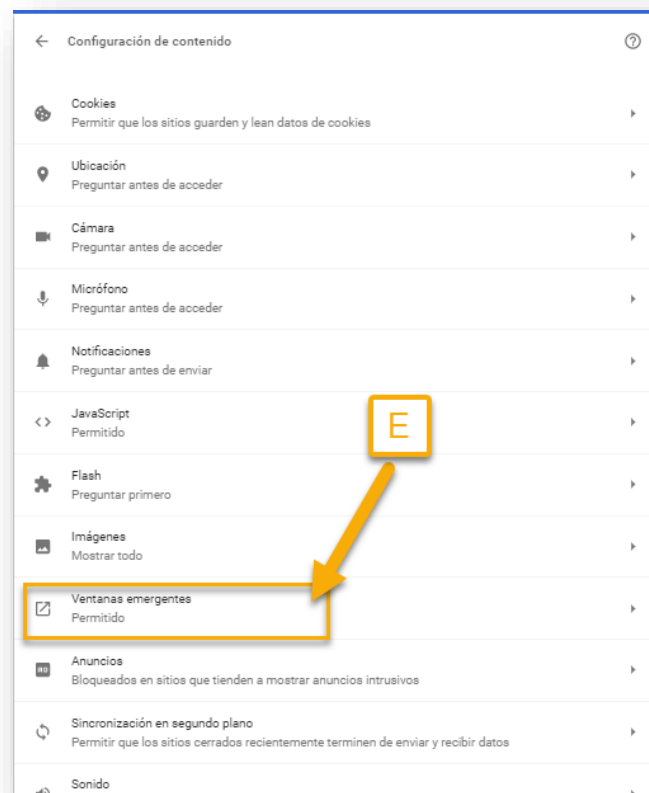 Configuración de contenido
Cookies
Permitir que los sitios guarden y lean datos de cookies
Ubicación
Preguntar antes de acceder
Cámara
Preguntar antes de acceder
Micrófono
Preguntar antes de acceder
Notificaciones
Preguntar antes de enviar
JavaScript
Permitido
E
Flash
Preguntar primero
Imágenes
Mostrar todo
Ventanas emergentes
Permitido
Anuncios
Bloqueados en sitios que tienden a mostrar anuncios intrusivos
Sincronización en segundo plano
Permitir que los sitios cerrados recientemente terminen de enviar y recibir datos
Sonido